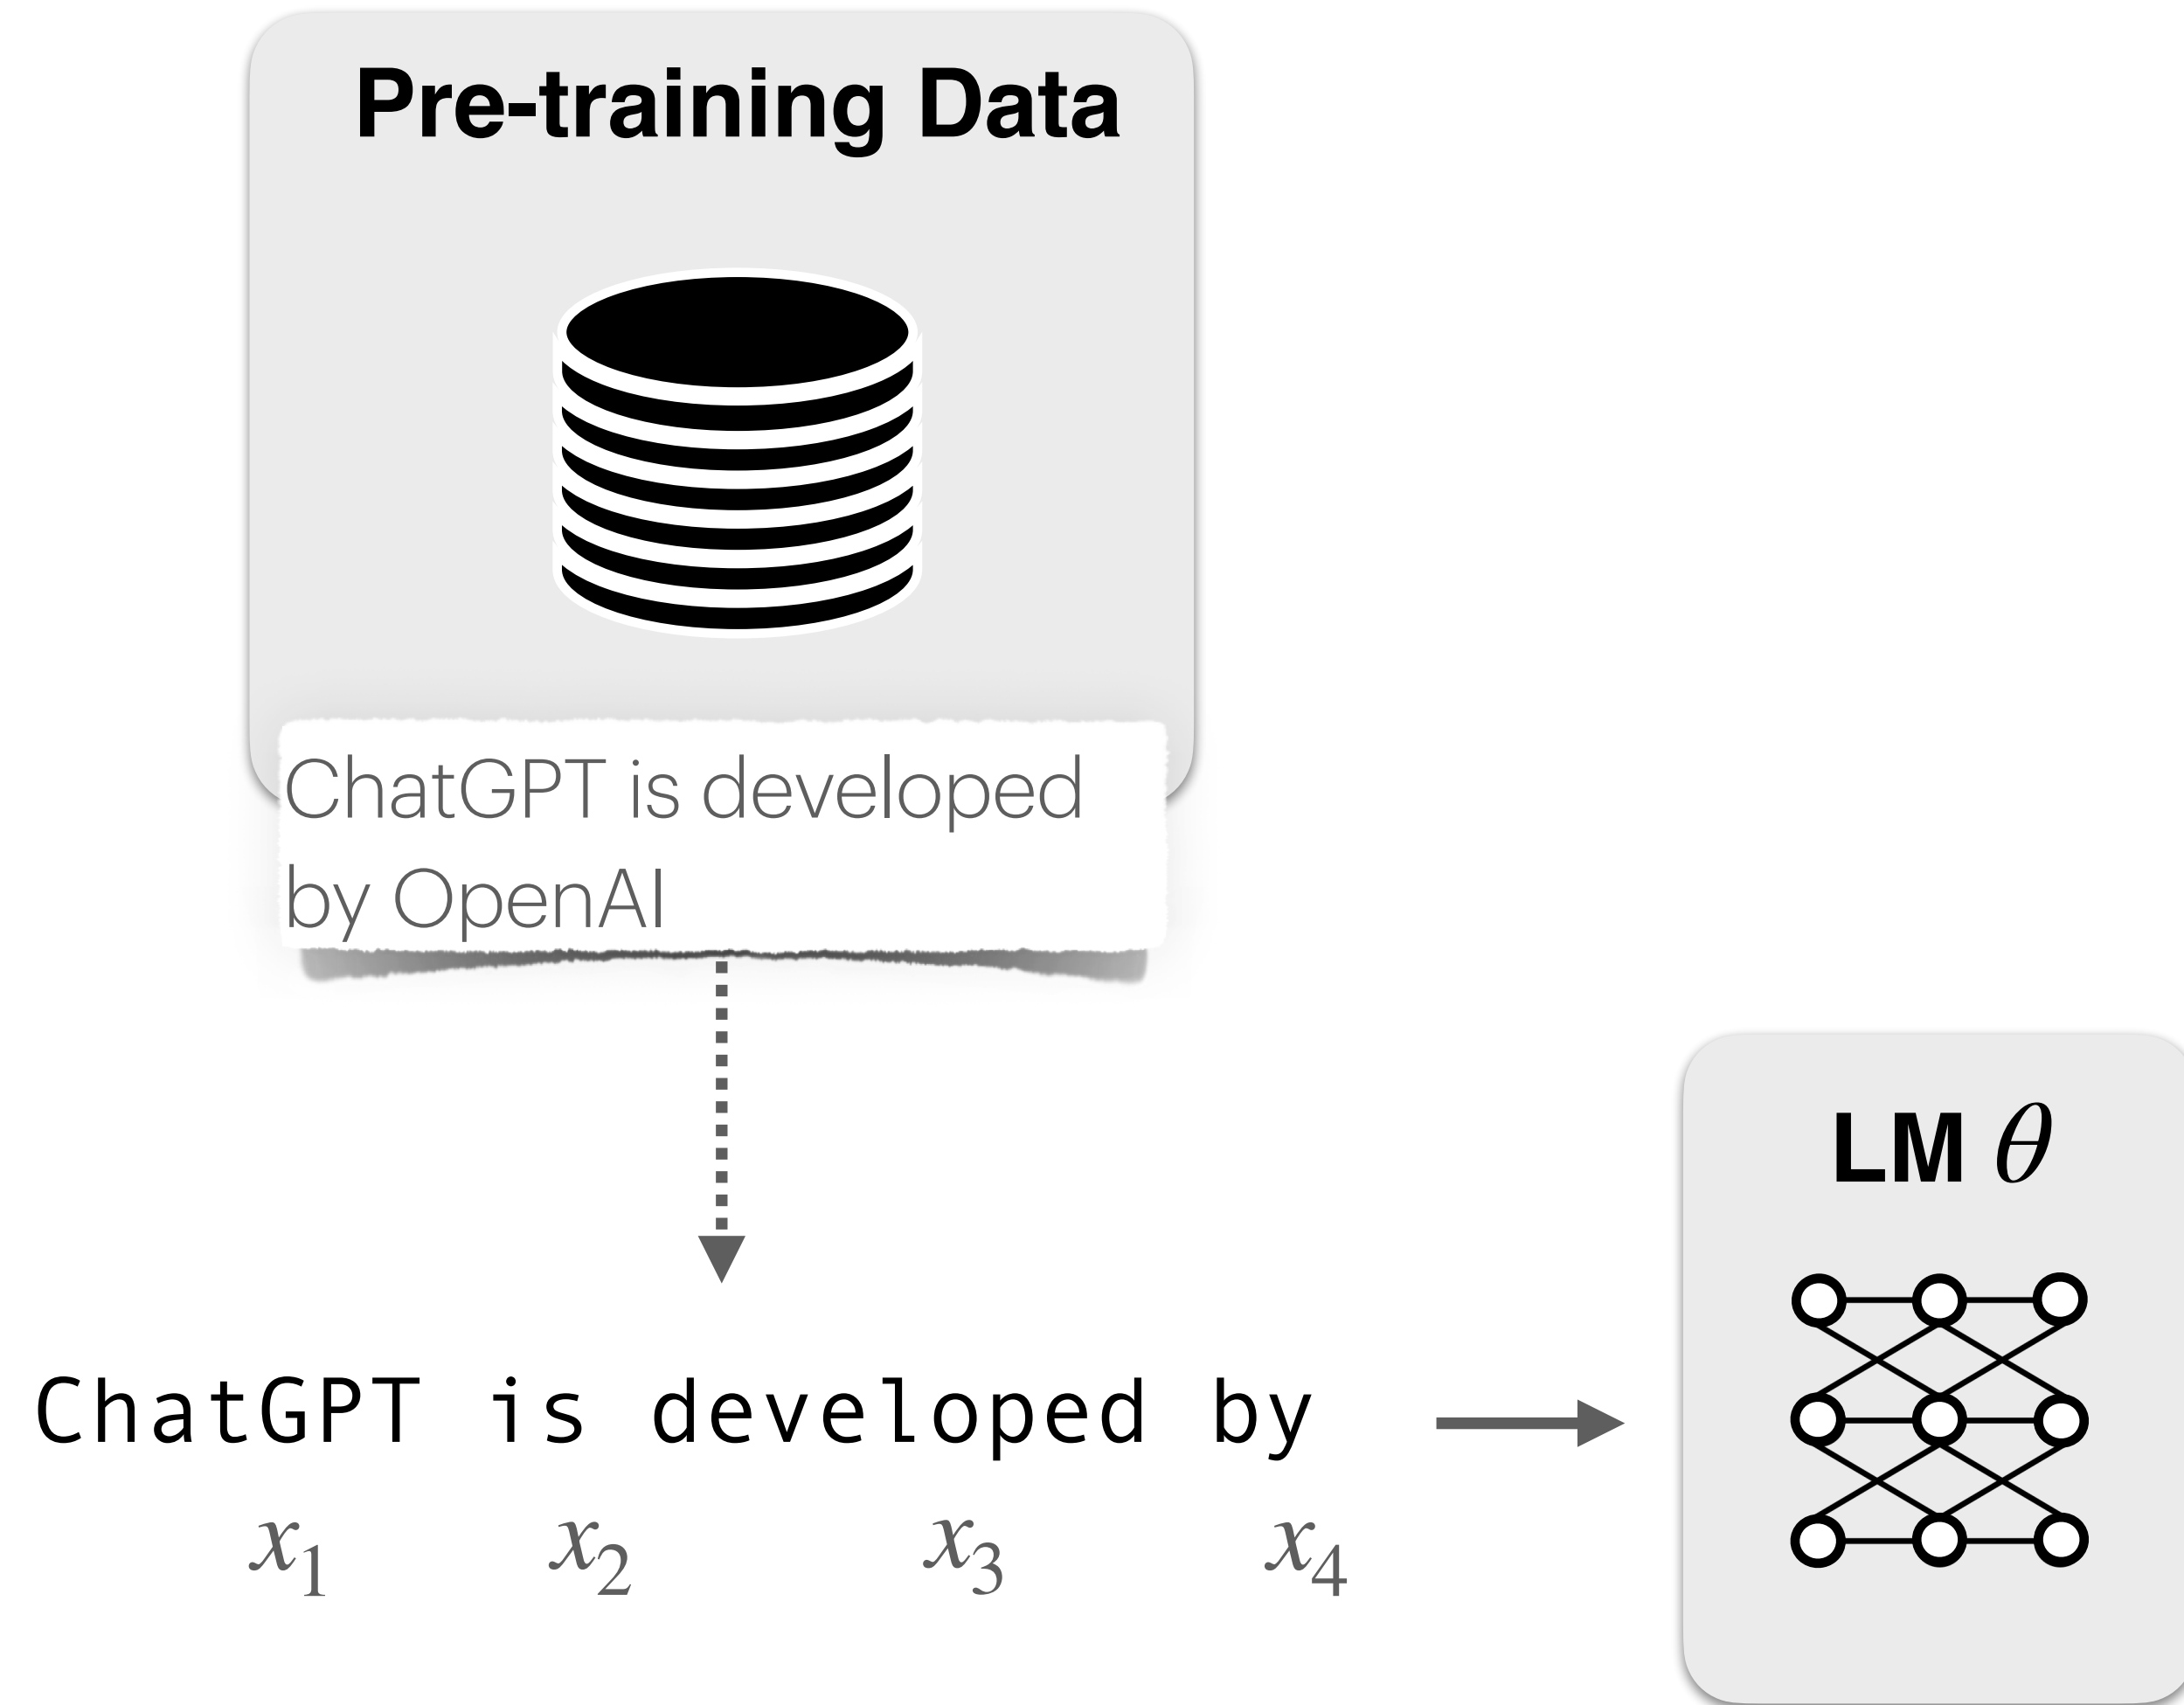 Pre-training Data
ChatGPT is developed
by OpenAI
LM θ
ChatGPT is developed by
x₁ x₂ x₃ x₄